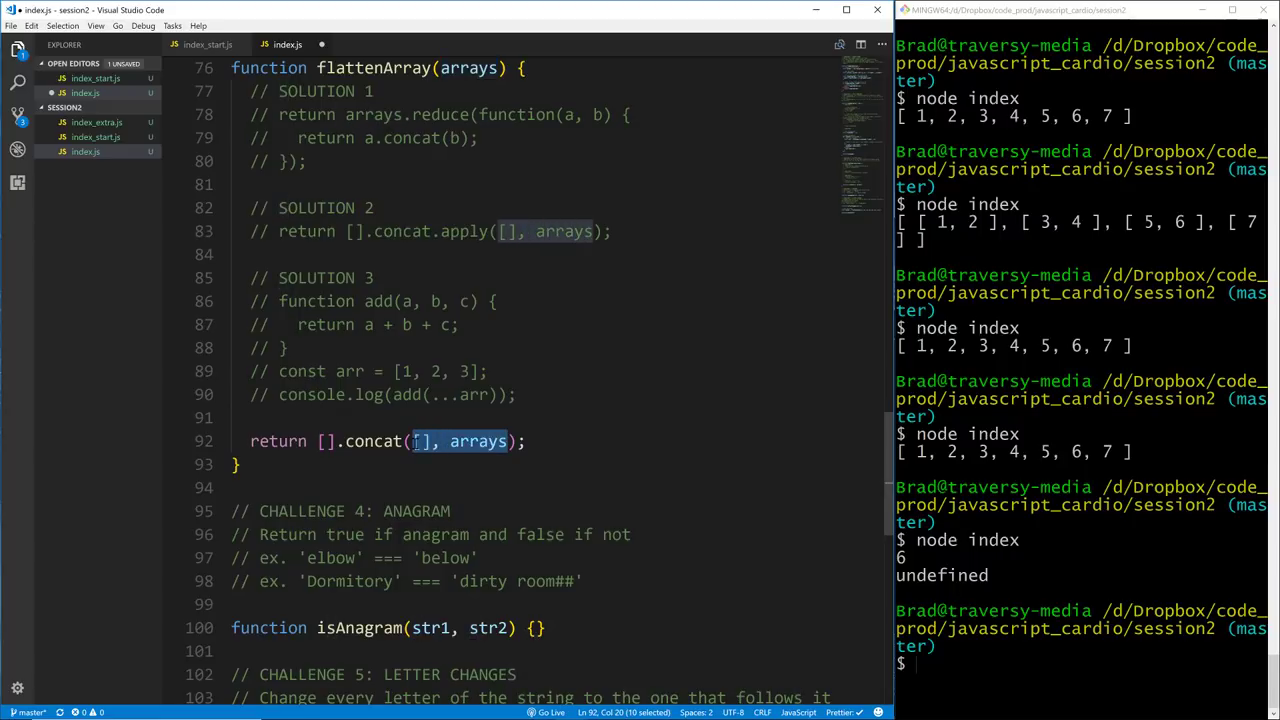 index.js - session2 - Visual Studio Code
File Edit Selection View Go Debug Tasks Help
EXPLORER
OPEN EDITORS 1 UNSAVED
index_start.js U
index.js U
SESSION2
index_extra.js U
index_start.js U
index.js U
1
3
index_start.js
index.js
76 function flattenArray(arrays) {
77 // SOLUTION 1
78 // return arrays.reduce(function(a, b) {
79 // return a.concat(b);
80 // });
81
82 // SOLUTION 2
83 // return [].concat.apply([], arrays);
84
85 // SOLUTION 3
86 // function add(a, b, c) {
87 // return a + b + c;
88 // }
89 // const arr = [1, 2, 3];
90 // console.log(add(...arr));
91
92 return [].concat([], arrays);
93 }
94
95 // CHALLENGE 4: ANAGRAM
96 // Return true if anagram and false if not
97 // ex. 'elbow' === 'below'
98 // ex. 'Dormitory' === 'dirty room##'
99
100 function isAnagram(str1, str2) {}
101
102 // CHALLENGE 5: LETTER CHANGES
103 // Change every letter of the string to the one that follows it
master* 0 0
Go Live Ln 92, Col 20 (10 selected) Spaces: 2 UTF-8 CRLF JavaScript Prettier: ✓
MINGW64:/d/Dropbox/code_prod/javascript_cardio/session2
Brad@traversy-media /d/Dropbox/code_
prod/javascript_cardio/session2 (mas
ter)
$ node index
[ 1, 2, 3, 4, 5, 6, 7 ]
Brad@traversy-media /d/Dropbox/code_
prod/javascript_cardio/session2 (mas
ter)
$ node index
[ [ 1, 2 ], [ 3, 4 ], [ 5, 6 ], [ 7
] ]
Brad@traversy-media /d/Dropbox/code_
prod/javascript_cardio/session2 (mas
ter)
$ node index
[ 1, 2, 3, 4, 5, 6, 7 ]
Brad@traversy-media /d/Dropbox/code_
prod/javascript_cardio/session2 (mas
ter)
$ node index
[ 1, 2, 3, 4, 5, 6, 7 ]
Brad@traversy-media /d/Dropbox/code_
prod/javascript_cardio/session2 (mas
ter)
$ node index
6
undefined
Brad@traversy-media /d/Dropbox/code_
prod/javascript_cardio/session2 (mas
ter)
$